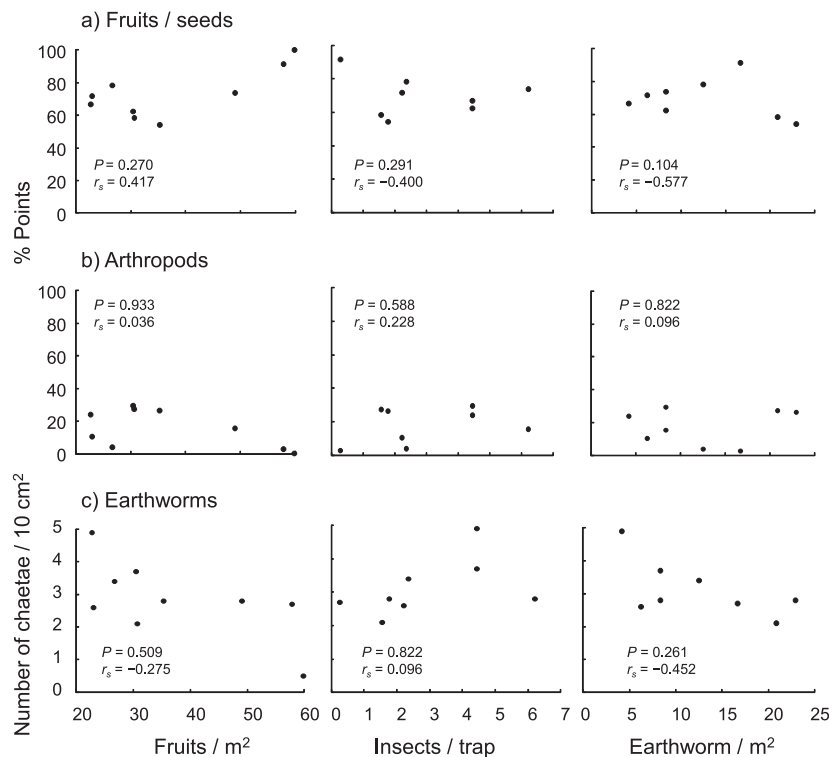 a) Fruits / seeds
100
80
60
40
20
0
P = 0.270
rs = 0.417
P = 0.291
rs = −0.400
P = 0.104
rs = −0.577
% Points
b) Arthropods
100
80
60
40
20
0
P = 0.933
rs = 0.036
P = 0.588
rs = 0.228
P = 0.822
rs = 0.096
c) Earthworms
Number of chaetae / 10 cm²
5
4
3
2
1
0
P = 0.509
rs = −0.275
P = 0.822
rs = 0.096
P = 0.261
rs = −0.452
20 30 40 50 60
0 1 2 3 4 5 6 7
5 10 15 20 25
Fruits / m²
Insects / trap
Earthworm / m²